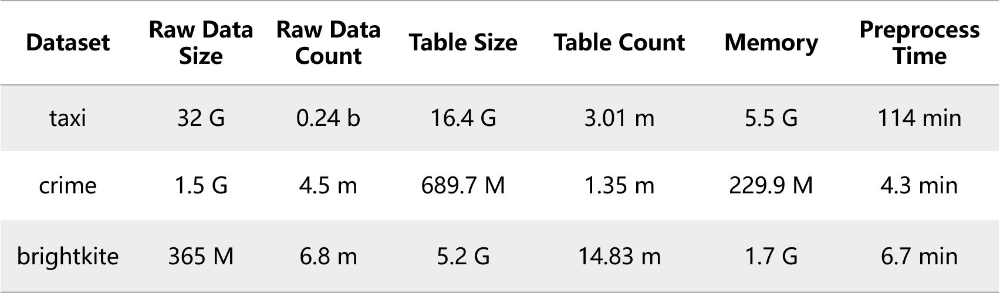 Dataset Raw Data Size Raw Data Count Table Size Table Count Memory Preprocess Time
taxi 32 G 0.24 b 16.4 G 3.01 m 5.5 G 114 min
crime 1.5 G 4.5 m 689.7 M 1.35 m 229.9 M 4.3 min
brightkite 365 M 6.8 m 5.2 G 14.83 m 1.7 G 6.7 min